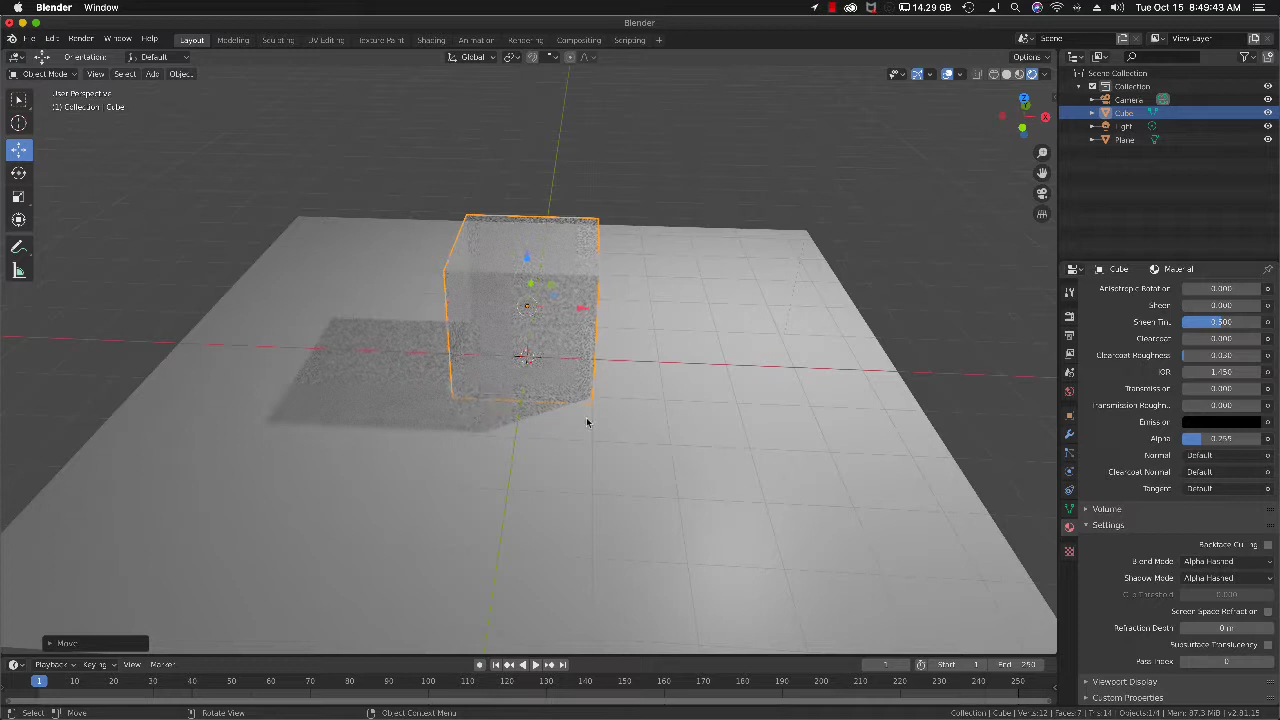 Blender Window 14.29 GB Tue Oct 15 8:49:43 AM
Blender
File Edit Render Window Help Layout Modeling Sculpting UV Editing Texture Paint Shading Animation Rendering Compositing Scripting + Scene View Layer
Orientation: Default Global Options
Object Mode View Select Add Objec..
User Perspective
(1) Collection | Cube
Z
Y
X
Scene Collection
Collection
Camera
Cube
Light
Plane
Cube Material
Anisotropic Rotation 0.000
Sheen 0.000
Sheen Tint 0.500
Clearcoat 0.000
Clearcoat Roughness 0.030
IOR 1.450
Transmission 0.000
Transmission Roughn.. 0.000
Emission
Alpha 0.255
Normal Default
Clearcoat Normal Default
Tangent Default
Volume
Settings
Backface Culling
Blend Mode Alpha Hashed
Shadow Mode Alpha Hashed
Clip Threshold 0.000
Screen Space Refraction
Refraction Depth 0 m
Subsurface Translucency
Pass Index 0
Viewport Display
Custom Properties
Move
Playback Keying View Marker 1 Start 1 End 250
1 10 20 30 40 50 60 70 80 90 100 110 120 130 140 150 160 170 180 190 200 210 220 230 240 250
Select Move Rotate View Object Context Menu Collection | Cube | Verts:12 | Faces:7 | Tris:14 | Objects:1/4 | Mem: 87.3 MiB | v2.81.15